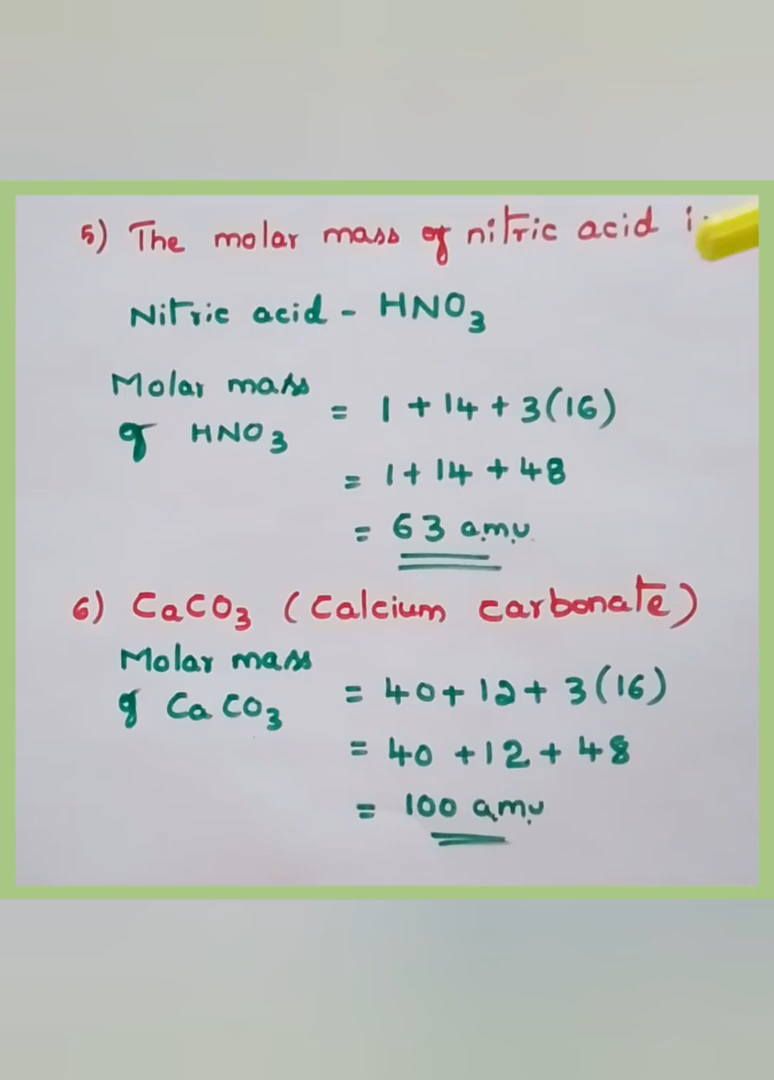 5) The molar mass of nitric acid i
Nitric acid - HNO₃
Molar mass
of HNO₃ = 1 + 14 + 3(16)
= 1 + 14 + 48
= 63 a.m.u.
6) CaCO₃ (Calcium carbonate)
Molar mass
of CaCO₃ = 40 + 12 + 3(16)
= 40 + 12 + 48
= 100 a.m.u